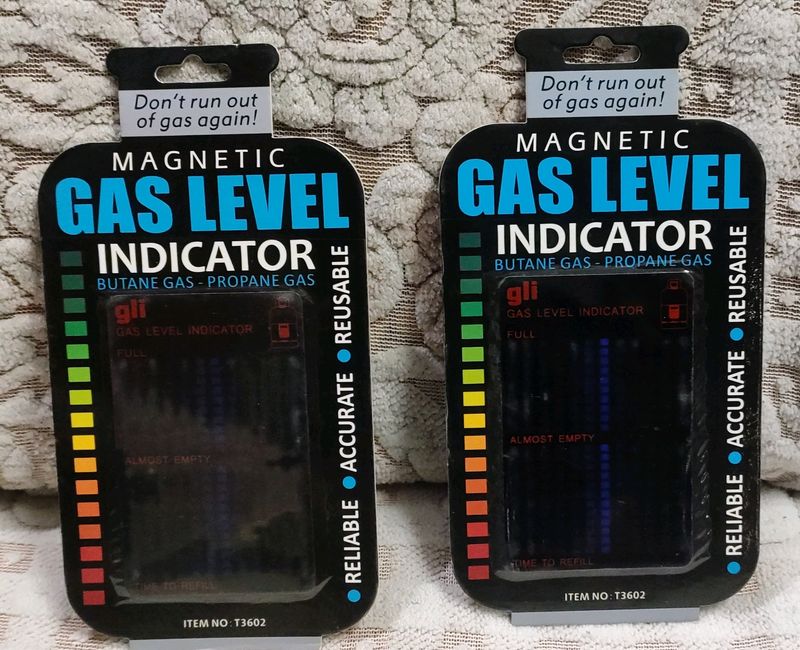 Don't run out
of gas again!
MAGNETIC
GAS LEVEL
INDICATOR
BUTANE GAS - PROPANE GAS
gli
GAS LEVEL INDICATOR
FULL
ALMOST EMPTY
TIME TO REFILL
RELIABLE • ACCURATE • REUSABLE
ITEM NO : T3602
Don't run out
of gas again!
MAGNETIC
GAS LEVEL
INDICATOR
BUTANE GAS - PROPANE GAS
gli
GAS LEVEL INDICATOR
FULL
ALMOST EMPTY
TIME TO REFILL
RELIABLE • ACCURATE • REUSABLE
ITEM NO : T3602